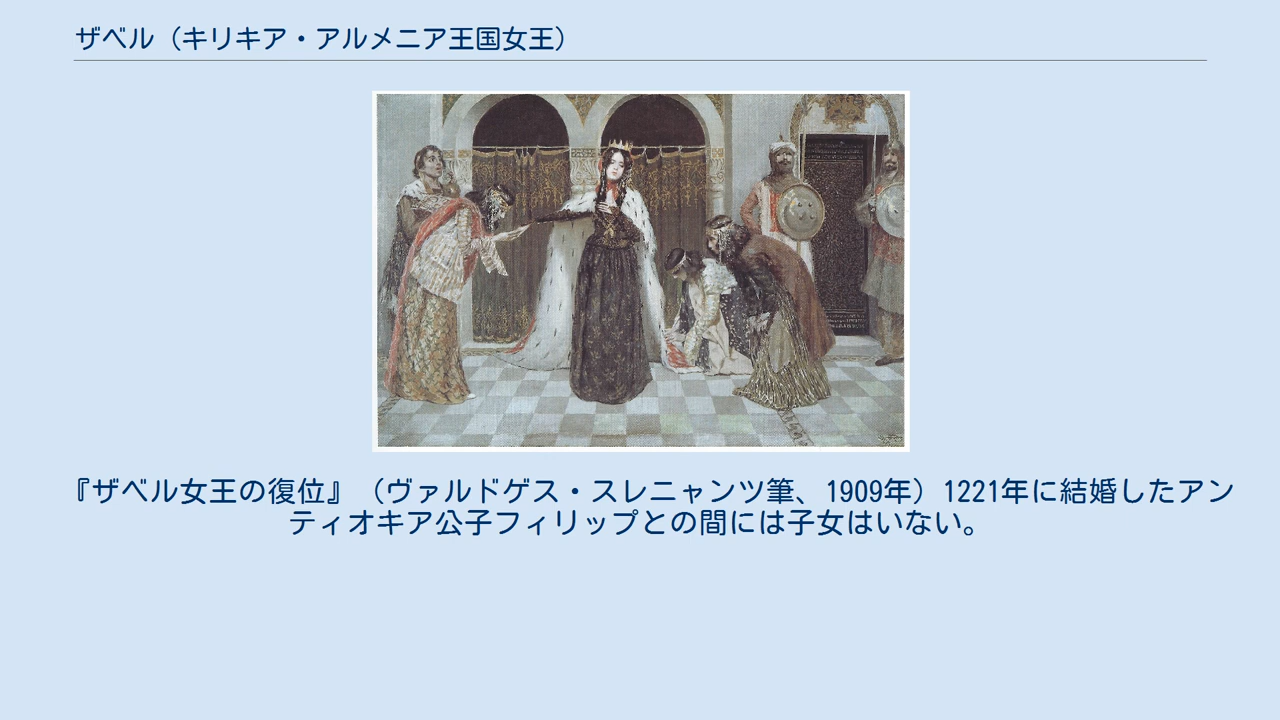 ザベル（キリキア・アルメニア王国女王）
『ザベル女王の復位』（ヴァルドゲス・スレニャンツ筆、1909年）1221年に結婚したアン
ティオキア公子フィリップとの間には子女はいない。